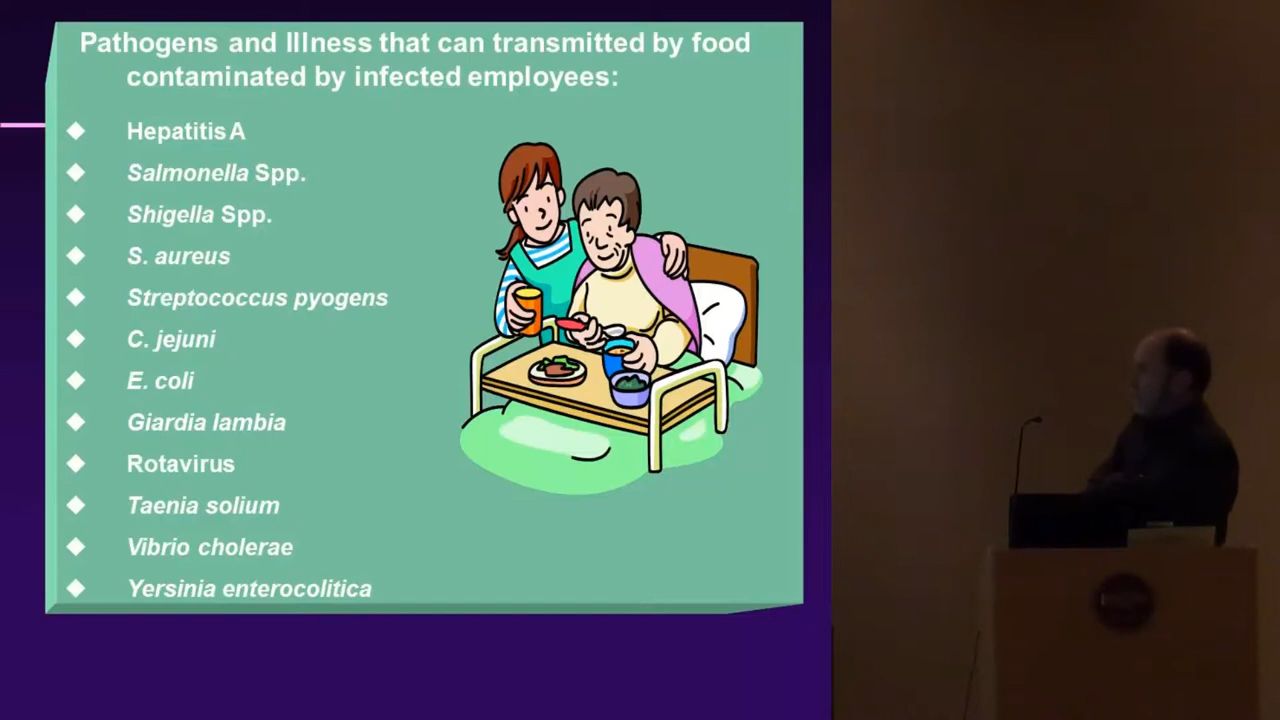 Pathogens and Illness that can transmitted by food
contaminated by infected employees:
Hepatitis A
Salmonella Spp.
Shigella Spp.
S. aureus
Streptococcus pyogens
C. jejuni
E. coli
Giardia lambia
Rotavirus
Taenia solium
Vibrio cholerae
Yersinia enterocolitica